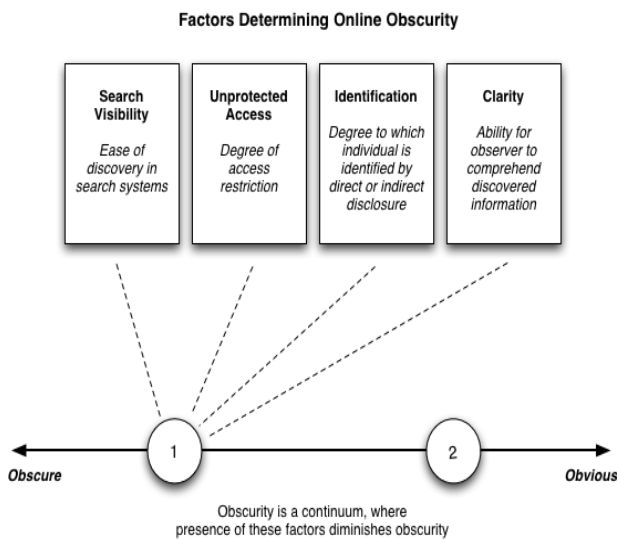 Factors Determining Online Obscurity
Search
Visibility
Ease of
discovery in
search systems
Unprotected
Access
Degree of
access
restriction
Identification
Degree to which
individual is
identified by
direct or indirect
disclosure
Clarity
Ability for
observer to
comprehend
discovered
information
1
2
Obscure
Obvious
Obscurity is a continuum, where
presence of these factors diminishes obscurity